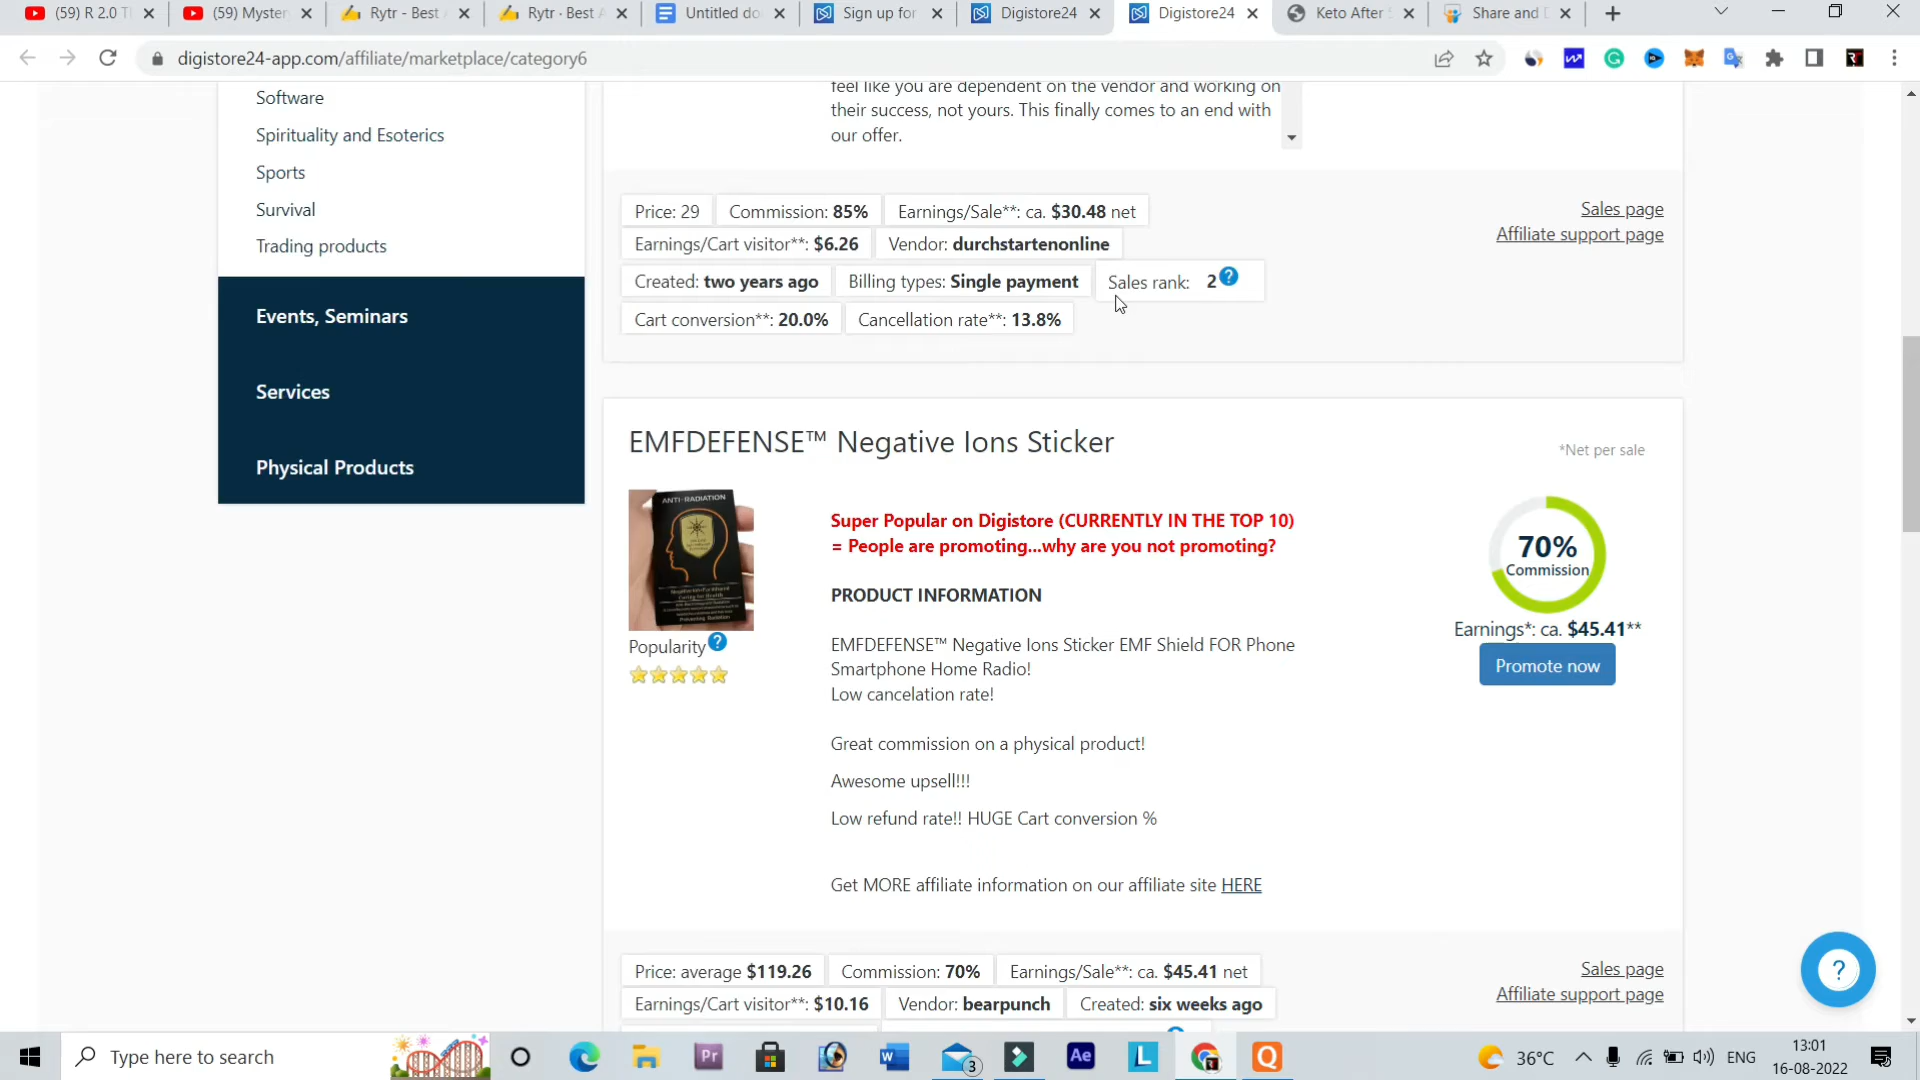 (59) R 2.0 T
(59) Myste
Rytr - Best
Rytr · Best
Untitled do
Sign up for
Digistore24
Digistore24
Keto After
Share and
digistore24-app.com/affiliate/marketplace/category6
Software
Spirituality and Esoterics
Sports
Survival
Trading products
Events, Seminars
Services
Physical Products
feel like you are dependent on the vendor and working on
their success, not yours. This finally comes to an end with
our offer.
Price: 29
Commission: 85%
Earnings/Sale**: ca. $30.48 net
Earnings/Cart visitor**: $6.26
Vendor: durchstartenonline
Created: two years ago
Billing types: Single payment
Sales rank: 2
Cart conversion**: 20.0%
Cancellation rate**: 13.8%
Sales page
Affiliate support page
EMFDEFENSE™ Negative Ions Sticker
*Net per sale
ANTI-RADIATION
Popularity
Super Popular on Digistore (CURRENTLY IN THE TOP 10)
= People are promoting...why are you not promoting?
PRODUCT INFORMATION
EMFDEFENSE™ Negative Ions Sticker EMF Shield FOR Phone
Smartphone Home Radio!
Low cancelation rate!
Great commission on a physical product!
Awesome upsell!!!
Low refund rate!! HUGE Cart conversion %
Get MORE affiliate information on our affiliate site HERE
70%
Commission
Earnings*: ca. $45.41**
Promote now
Price: average $119.26
Commission: 70%
Earnings/Sale**: ca. $45.41 net
Earnings/Cart visitor**: $10.16
Vendor: bearpunch
Created: six weeks ago
Sales page
Affiliate support page
?
Type here to search
Pr
3
Ae
L
Q
36°C
ENG
13:01
16-08-2022